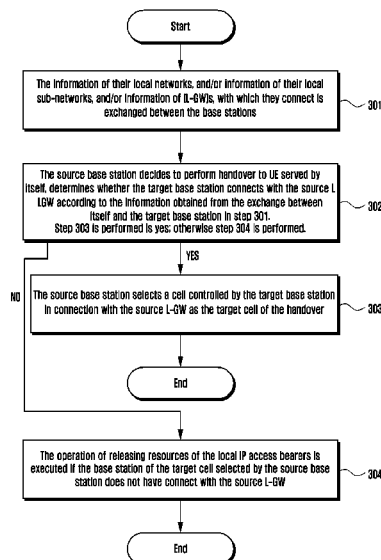 Start
The information of their local networks, and/or information of their local
sub-networks, and/or information of [L-GW]s, with which they connect is
exchanged between the base stations
301
The source base station decides to perform handover to UE served by
itself, determines whether the target base station connects with the source L
LGW according to the information obtained from the exchange between
itself and the target base station in step 301.
Step 303 is performed is yes; otherwise step 304 is performed.
302
NO
YES
The source base station selects a cell controlled by the target base station
in connection with the source L-GW as the target cell of the handover
303
End
The operation of releasing resources of the local IP access bearers is
executed if the base station of the target cell selected by the source base
station does not have connect with the source L-GW
304
End